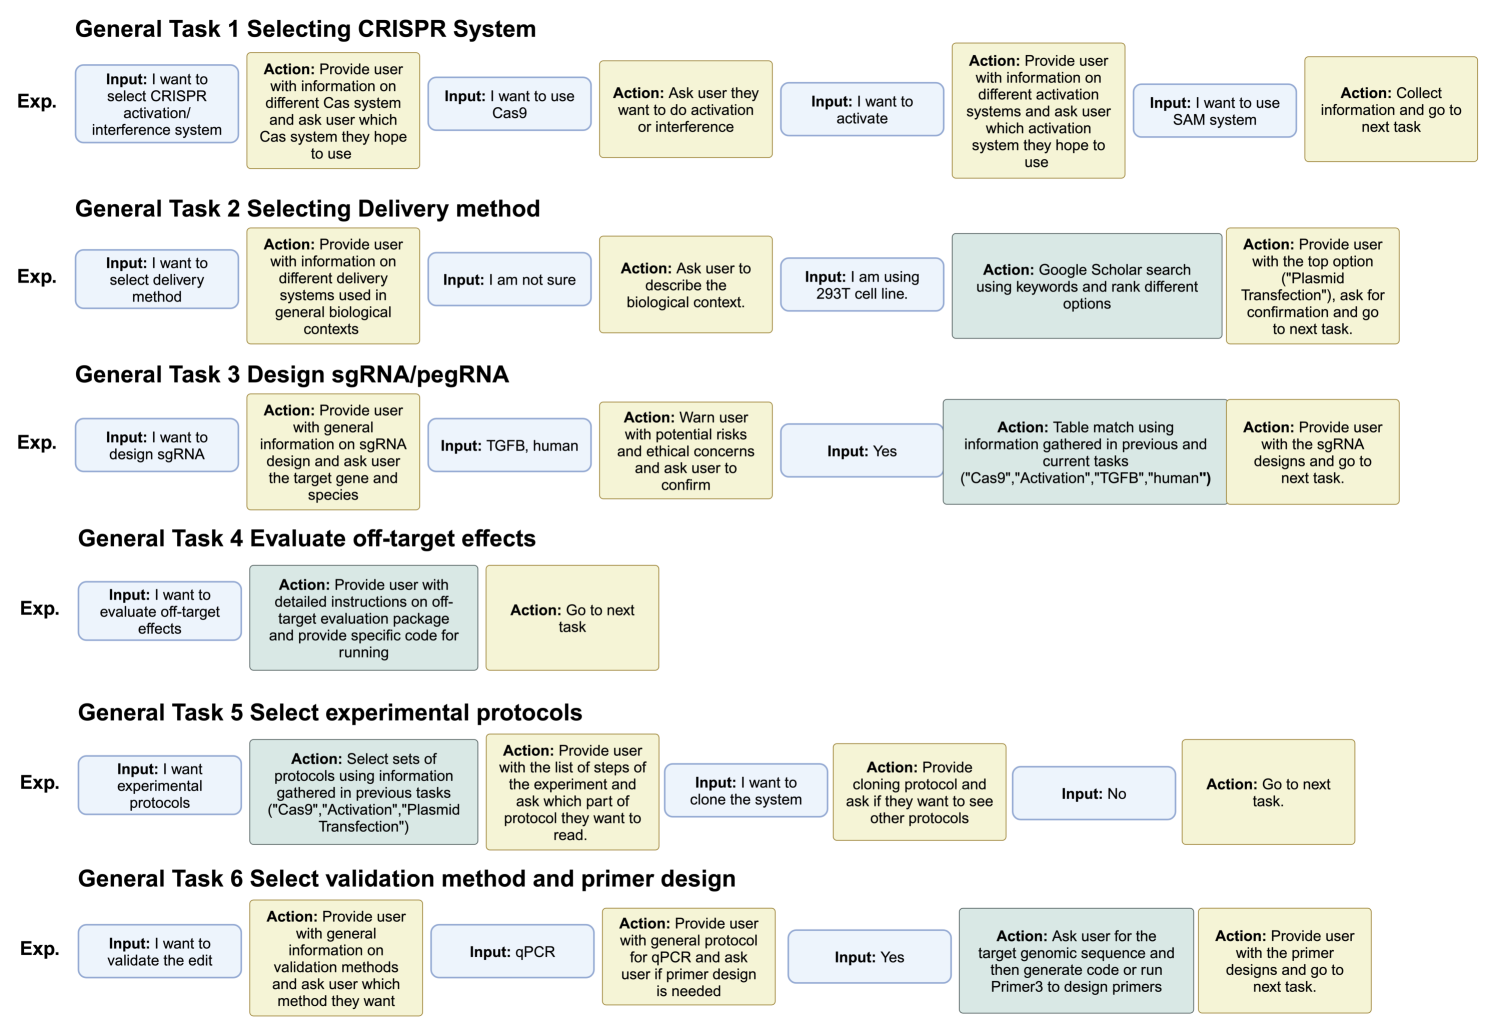 General Task 1 Selecting CRISPR System
Exp.
Input: I want to
select CRISPR
activation/
interference system
Action: Provide user
with information on
different Cas system
and ask user which
Cas system they hope
to use
Input: I want to use
Cas9
Action: Ask user they
want to do activation
or interference
Input: I want to
activate
Action: Provide user
with information on
different activation
systems and ask user
which activation
system they hope to
use
Input: I want to use
SAM system
Action: Collect
information and go to
next task
General Task 2 Selecting Delivery method
Exp.
Input: I want to
select delivery
method
Action: Provide user
with information on
different delivery
systems used in
general biological
contexts
Input: I am not sure
Action: Ask user to
describe the
biological context.
Input: I am using
293T cell line.
Action: Google Scholar search
using keywords and rank different
options
Action: Provide user
with the top option
("Plasmid
Transfection"), ask for
confirmation and go
to next task.
General Task 3 Design sgRNA/pegRNA
Exp.
Input: I want to
design sgRNA
Action: Provide user
with general
information on sgRNA
design and ask user
the target gene and
species
Input: TGFB, human
Action: Warn user
with potential risks
and ethical concerns
and ask user to
confirm
Input: Yes
Action: Table match using
information gathered in previous and
current tasks
("Cas9","Activation","TGFB","human")
Action: Provide user
with the sgRNA
designs and go to
next task.
General Task 4 Evaluate off-target effects
Exp.
Input: I want to
evaluate off-target
effects
Action: Provide user with
detailed instructions on off-
target evaluation package
and provide specific code for
running
Action: Go to next
task
General Task 5 Select experimental protocols
Exp.
Input: I want
experimental
protocols
Action: Select sets of
protocols using information
gathered in previous tasks
("Cas9","Activation","Plasmid
Transfection")
Action: Provide user
with the list of steps of
the experiment and
ask which part of
protocol they want to
read.
Input: I want to
clone the system
Action: Provide
cloning protocol and
ask if they want to see
other protocols
Input: No
Action: Go to next
task.
General Task 6 Select validation method and primer design
Exp.
Input: I want to
validate the edit
Action: Provide user
with general
information on
validation methods
and ask user which
method they want
Input: qPCR
Action: Provide user
with general protocol
for qPCR and ask
user if primer design
is needed
Input: Yes
Action: Ask user for the
target genomic sequence and
then generate code or run
Primer3 to design primers
Action: Provide user
with the primer
designs and go to
next task.